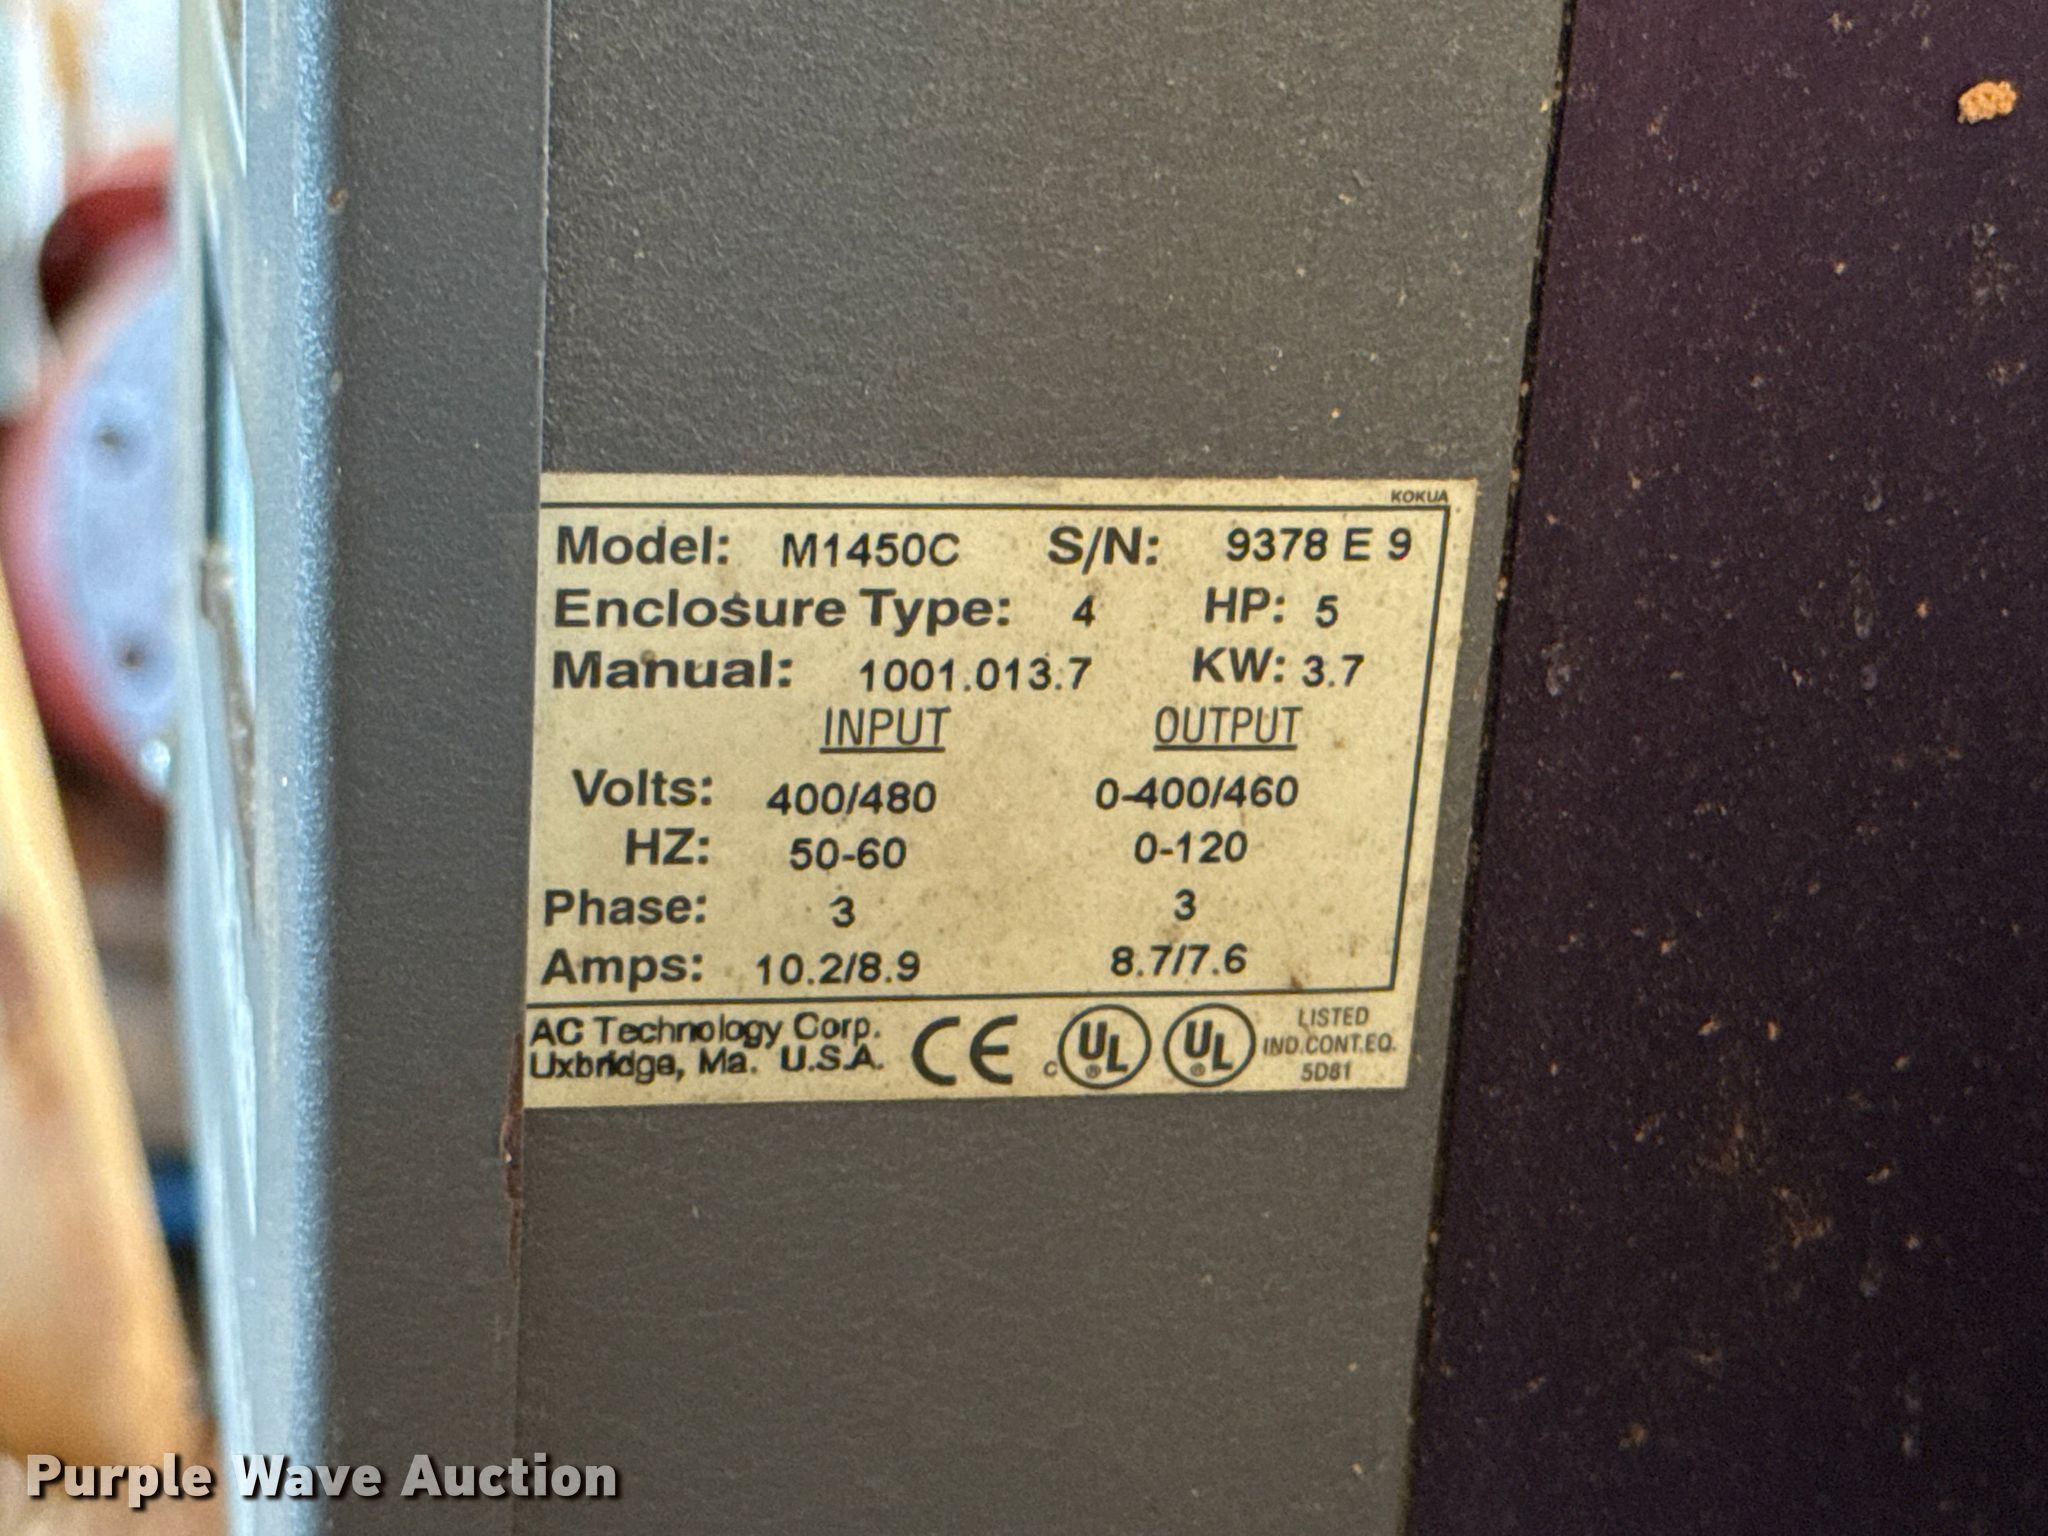 KOKUA
Model: M1450C S/N: 9378 E 9
Enclosure Type: 4 HP: 5
Manual: 1001.013.7 KW: 3.7
INPUT OUTPUT
Volts: 400/480 0-400/460
HZ: 50-60 0-120
Phase: 3 3
Amps: 10.2/8.9 8.7/7.6
AC Technology Corp.
Uxbridge, Ma. U.S.A.
CE c UL ® UL ®
LISTED
IND.CONT.EQ.
5D81
Purple Wave Auction